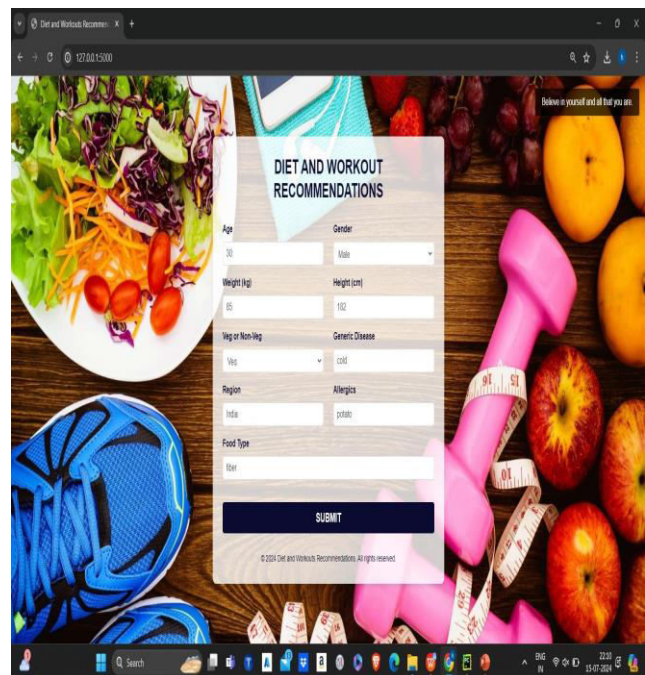 Diet and Workouts Recommen
127.0.0.1:5000
Believe in yourself and all that you are.
DIET AND WORKOUT
RECOMMENDATIONS
Age
Gender
30
Male
Weight (kg)
Height (cm)
85
182
Veg or Non-Veg
Generic Disease
Veg
cold
Region
Allergics
India
potato
Food Type
fiber
SUBMIT
© 2024 Diet and Workouts Recommendations. All rights reserved.
Search
ENG
IN
22:10
15-07-2024